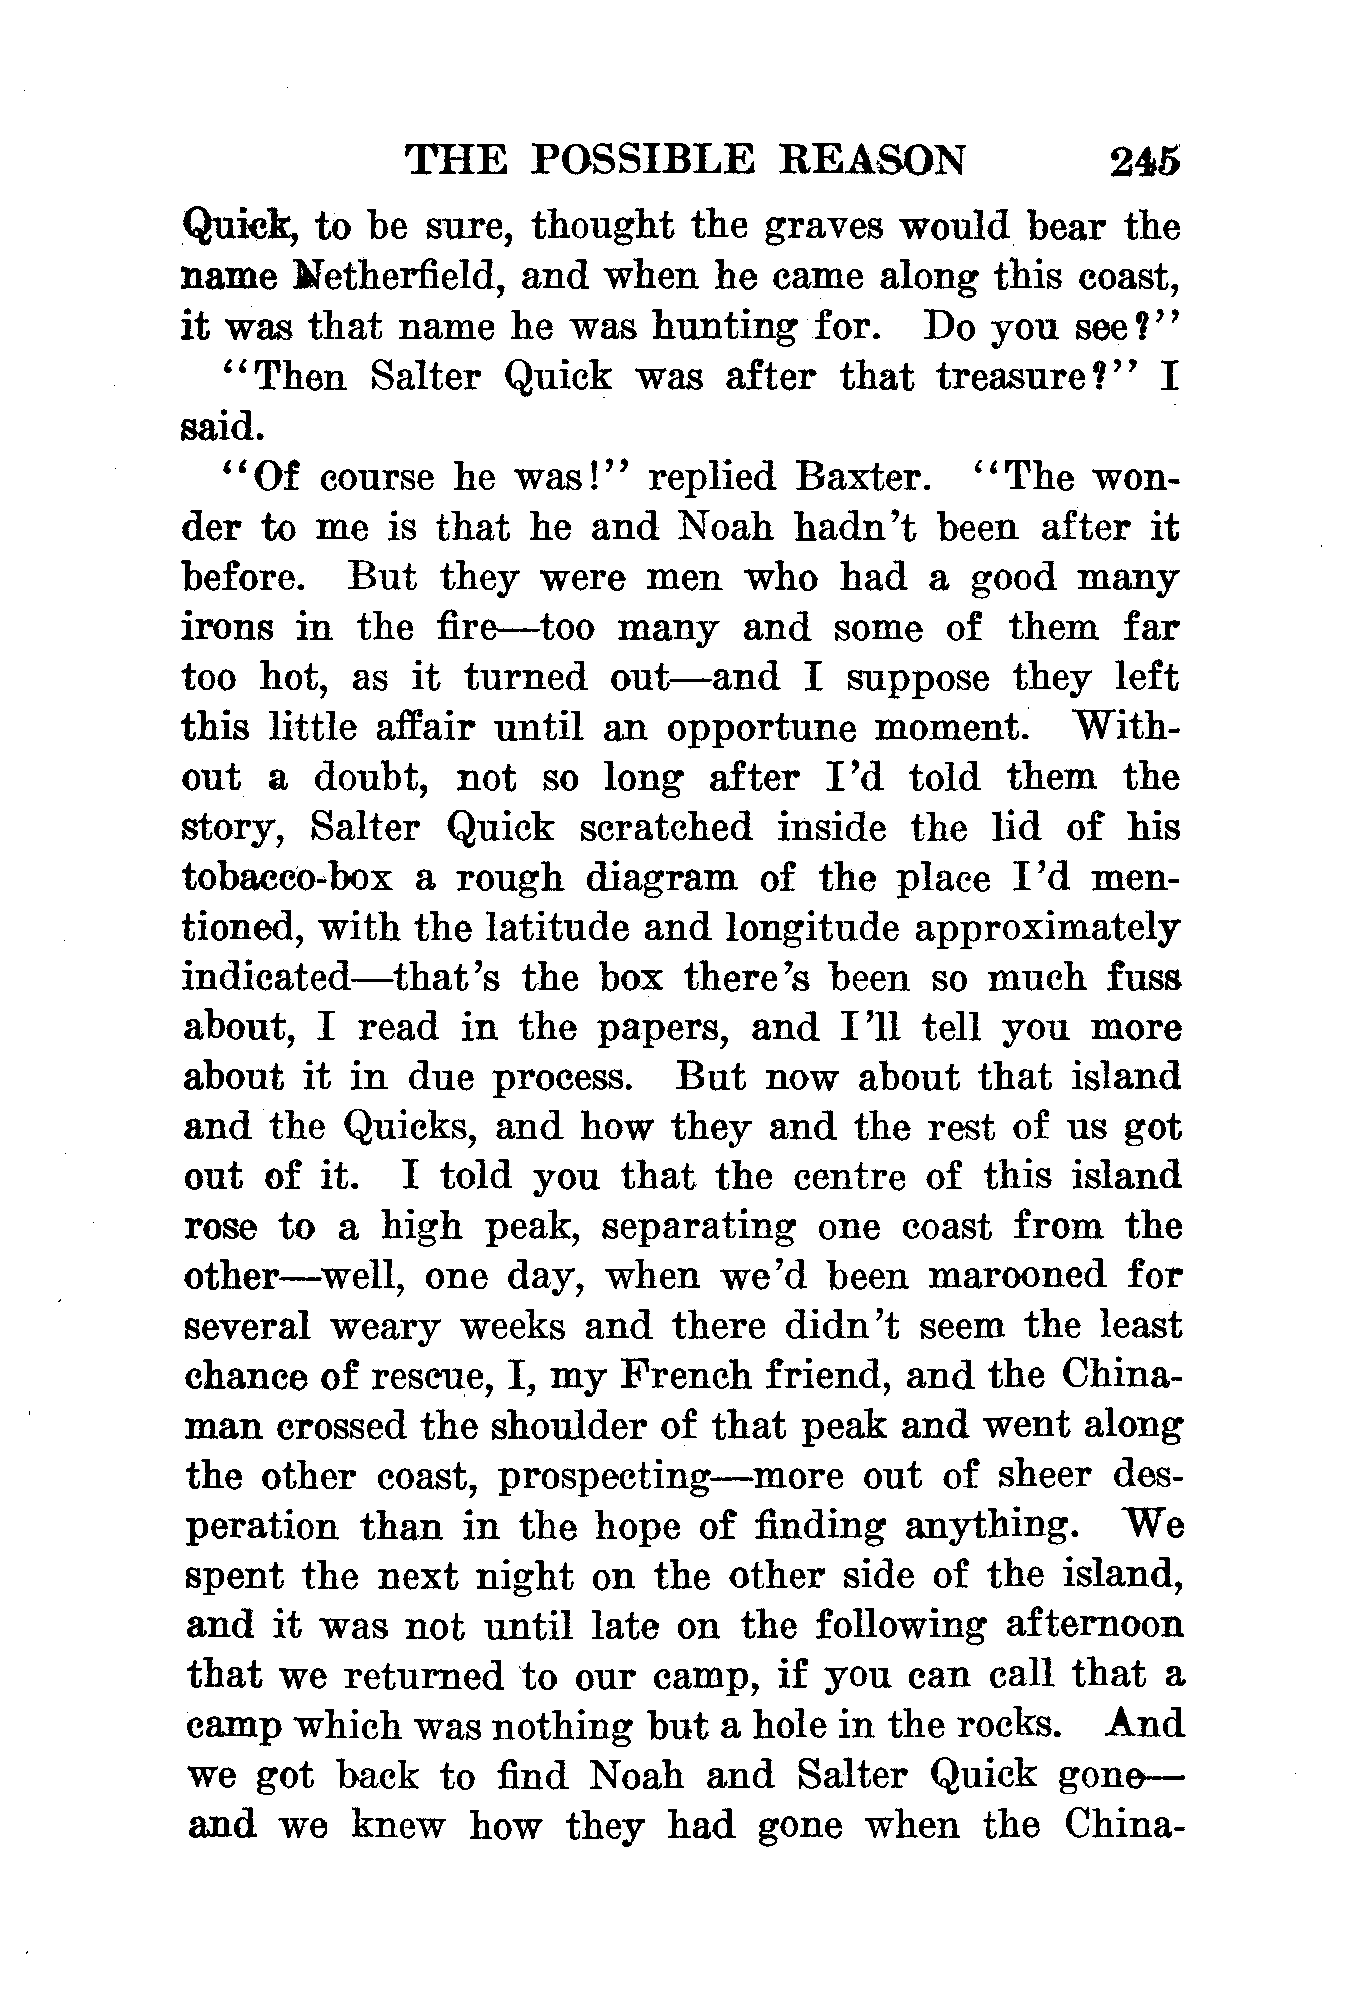 THE POSSIBLE REASON 245
Quick, to be sure, thought the graves would bear the
name Netherfield, and when he came along this coast,
it was that name he was hunting for. Do you see?"
"Then Salter Quick was after that treasure?" I
said.
"Of course he was!" replied Baxter. "The won-
der to me is that he and Noah hadn't been after it
before. But they were men who had a good many
irons in the fire—too many and some of them far
too hot, as it turned out—and I suppose they left
this little affair until an opportune moment. With-
out a doubt, not so long after I'd told them the
story, Salter Quick scratched inside the lid of his
tobacco-box a rough diagram of the place I'd men-
tioned, with the latitude and longitude approximately
indicated—that's the box there's been so much fuss
about, I read in the papers, and I'll tell you more
about it in due process. But now about that island
and the Quicks, and how they and the rest of us got
out of it. I told you that the centre of this island
rose to a high peak, separating one coast from the
other—well, one day, when we'd been marooned for
several weary weeks and there didn't seem the least
chance of rescue, I, my French friend, and the China-
man crossed the shoulder of that peak and went along
the other coast, prospecting—more out of sheer des-
peration than in the hope of finding anything. We
spent the next night on the other side of the island,
and it was not until late on the following afternoon
that we returned to our camp, if you can call that a
camp which was nothing but a hole in the rocks. And
we got back to find Noah and Salter Quick gone—
and we knew how they had gone when the China-